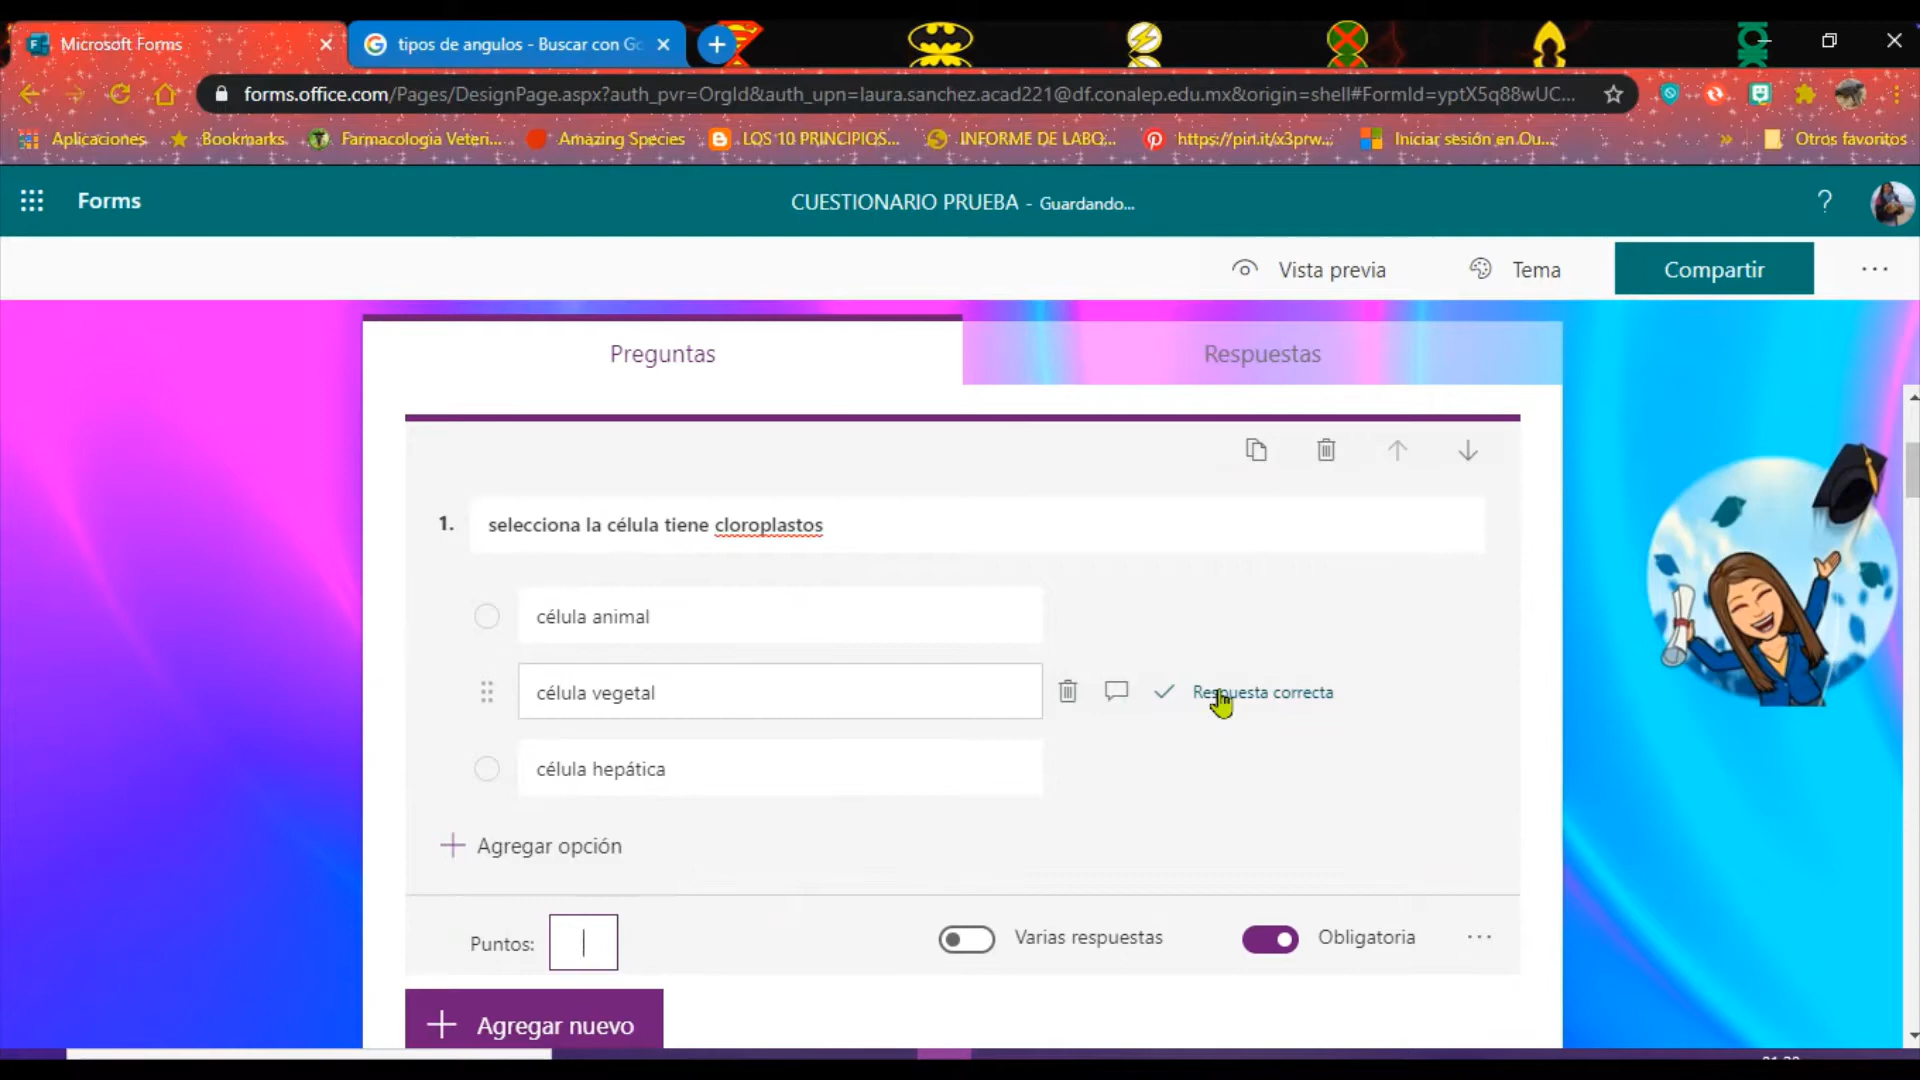 Microsoft Forms
tipos de angulos - Buscar con Go
forms.office.com/Pages/DesignPage.aspx?auth_pvr=OrgId&auth_upn=laura.sanchez.acad221@df.conalep.edu.mx&origin=shell#FormId=yptX5q88wUC...
Aplicaciones
Bookmarks
Farmacologia Veteri...
Amazing Species
LOS 10 PRINCIPIOS...
INFORME DE LABO...
https://pin.it/x3prw...
Iniciar sesión en Ou...
»
Otros favoritos
Forms
CUESTIONARIO PRUEBA - Guardando...
?
Vista previa
Tema
Compartir
...
Preguntas
Respuestas
1.
selecciona la célula tiene cloroplastos
célula animal
célula vegetal
Respuesta correcta
célula hepática
Agregar opción
Puntos:
Varias respuestas
Obligatoria
...
Agregar nuevo